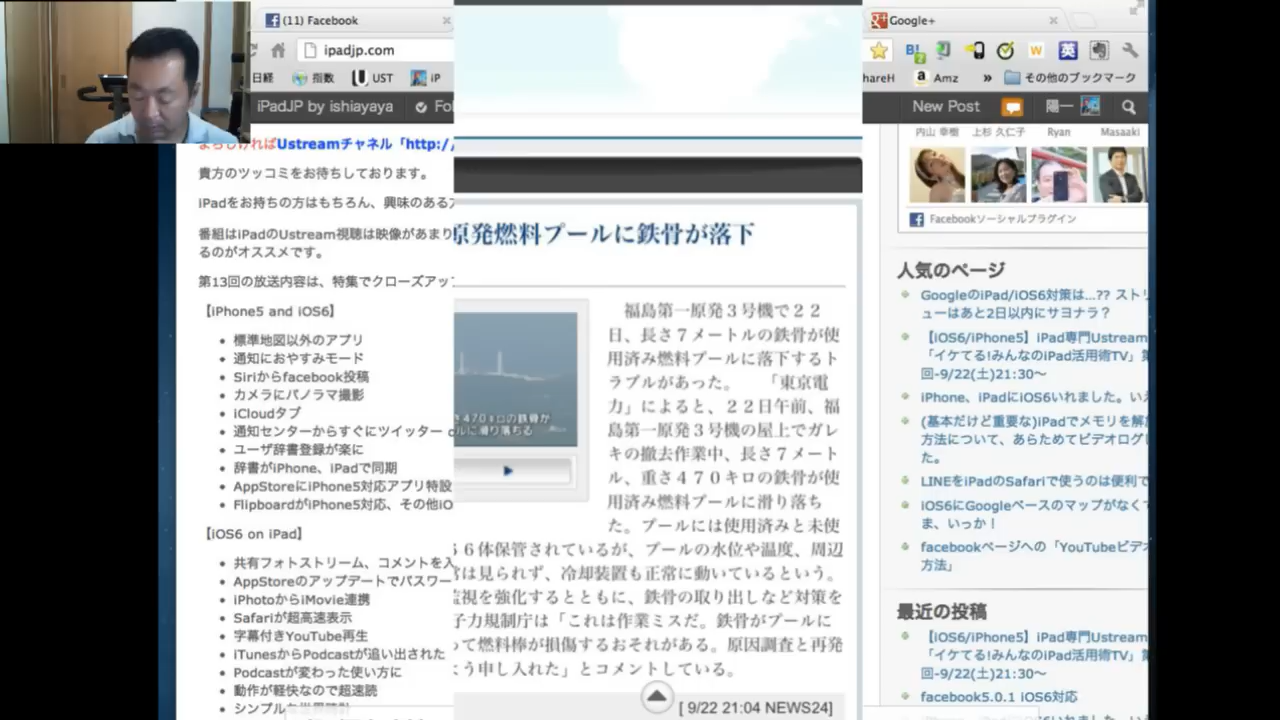 (11) Facebook
Google+
ipadjp.com
日経 指数 UST iP
hareH Amz » その他のブックマーク
iPadJP by ishiayaya
New Post 陽一
よろしければUstreamチャネル「http://
貴方のツッコミをお待ちしております。
iPadをお持ちの方はもちろん、興味のある
番組はiPadのUstream視聴は映像があまり
るのがオススメです。
第13回の放送内容は、特集でクローズアッ
【iPhone5 and iOS6】
標準地図以外のアプリ
通知におやすみモード
Siriからfacebook投稿
カメラにパノラマ撮影
iCloudタブ
通知センターからすぐにツイッター
ユーザ辞書登録が楽に
辞書がiPhone、iPadで同期
AppStoreにiPhone5対応アプリ特設
FlipboardがiPhone5対応、その他iO
【iOS6 on iPad】
共有フォトストリーム、コメントを入
AppStoreのアップデートでパスワー
iPhotoからiMovie連携
Safariが超高速表示
字幕付きYouTube再生
iTunesからPodcastが追い出された
Podcastが変わった使い方に
動作が軽快なので超速読
原発燃料プールに鉄骨が落下
470キロの鉄骨が
ルに滑り落ちる
福島第一原発３号機で２２
日、長さ７メートルの鉄骨が使
用済み燃料プールに落下するト
ラブルがあった。 「東京電
力」によると、２２日午前、福
島第一原発３号機の屋上でガレ
キの撤去作業中、長さ７メート
ル、重さ４７０キロの鉄骨が使
用済み燃料プールに滑り落ち
た。プールには使用済みと未使
６６体保管されているが、プールの水位や温度、周辺
は見られず、冷却装置も正常に動いているという。
監視を強化するとともに、鉄骨の取り出しなど対策を
子力規制庁は「これは作業ミスだ。鉄骨がプールに
って燃料棒が損傷するおそれがある。原因調査と再発
よう申し入れた」とコメントしている。
[ 9/22 21:04 NEWS24]
内山 幸樹 上杉 久仁子 Ryan Masaaki
Facebookソーシャルプラグイン
人気のページ
GoogleのiPad/iOS6対策は...?? ストリ
ューはあと2日以内にサヨナラ？
【iOS6/iPhone5】iPad専門Ustream
「イケてる!みんなのiPad活用術TV」第
回-9/22(土)21:30～
iPhone、iPadにiOS6いれました。いえ
(基本だけど重要な)iPadでメモリを解
方法について、あらためてビデオログし
た。
LINEをiPadのSafariで使うのは便利で
iOS6にGoogleベースのマップがなくて
ま、いっか！
facebookページへの「YouTubeビデオ
方法」
最近の投稿
【iOS6/iPhone5】iPad専門Ustream
「イケてる!みんなのiPad活用術TV」第
回-9/22(土)21:30～
facebook5.0.1 iOS6対応